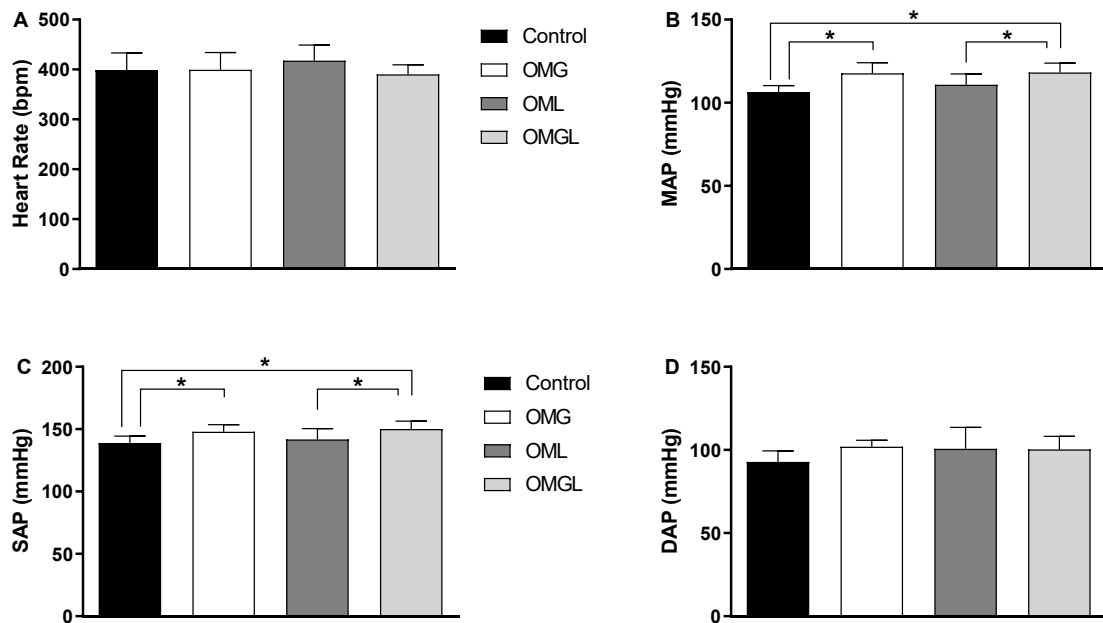 A
Heart Rate (bpm)
500
400
300
200
100
0
Control
OMG
OML
OMGL
B
MAP (mmHg)
150
100
50
0
*
*
*
C
SAP (mmHg)
200
150
100
50
0
*
*
*
Control
OMG
OML
OMGL
D
DAP (mmHg)
150
100
50
0